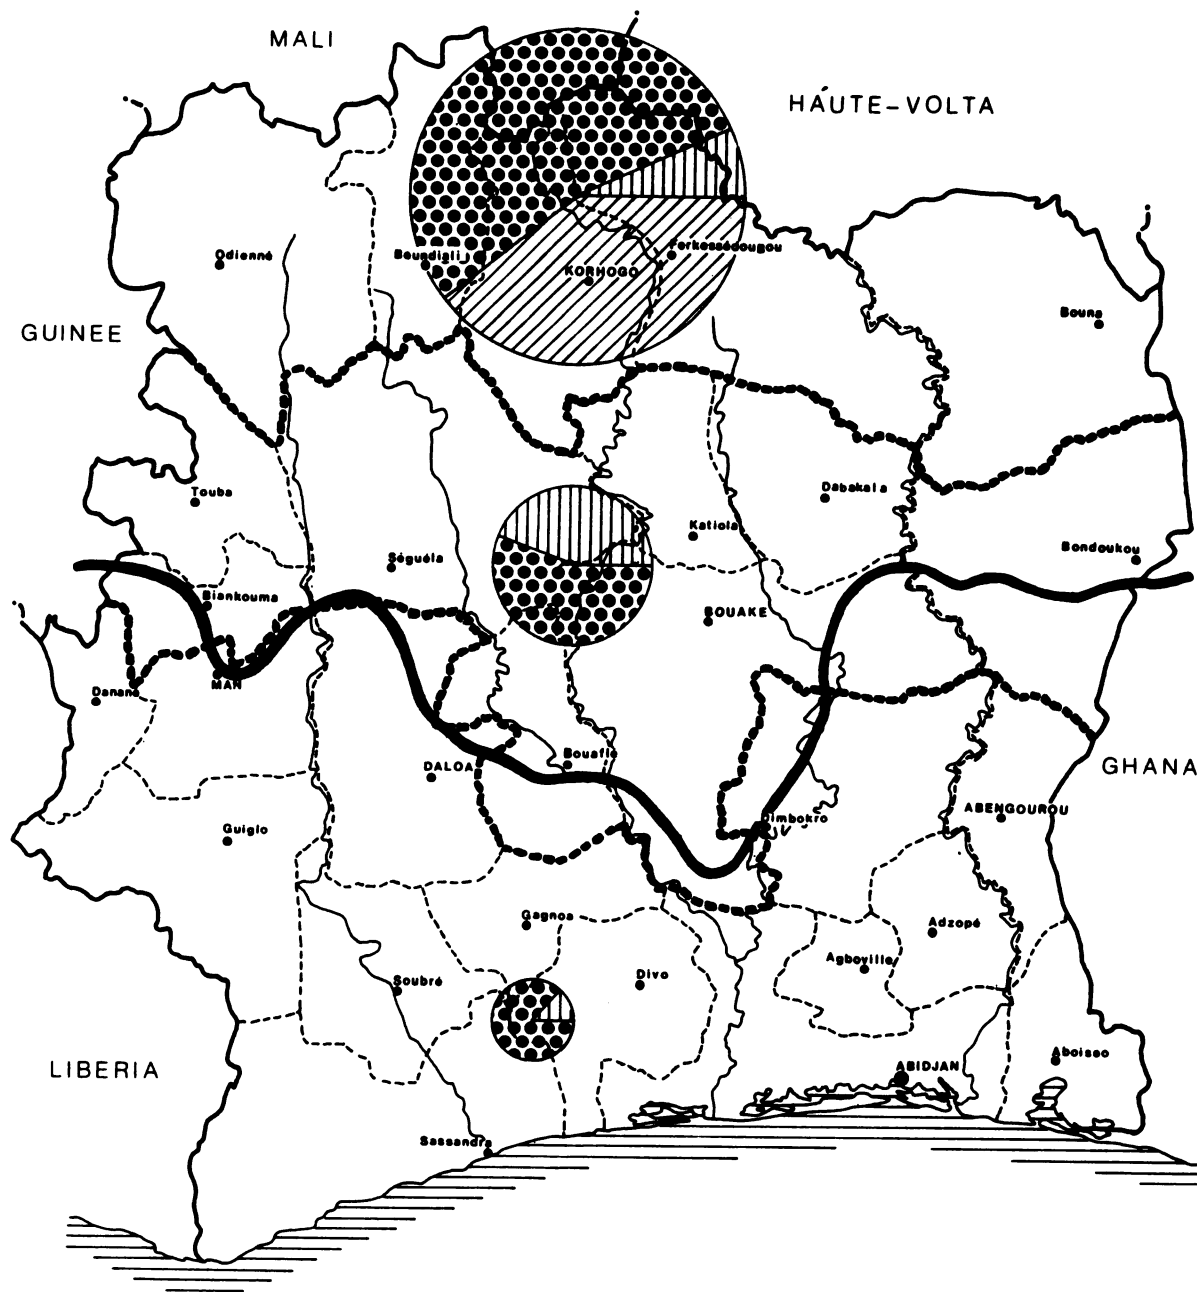 MALI
HAUTE-VOLTA
Odienné
Boundiali
Ferkessédougou
KORHOGO
Bouna
GUINEE
Touba
Dabakala
Katiola
Séguéla
Bondoukou
Biankouma
BOUAKE
MAN
Danané
Bouaflé
DALOA
GHANA
ABENGOUROU
Dimbokro
Guiglo
Gagnoa
Adzopé
Agboville
Divo
Soubré
LIBERIA
ABIDJAN
Aboisso
Sassandra